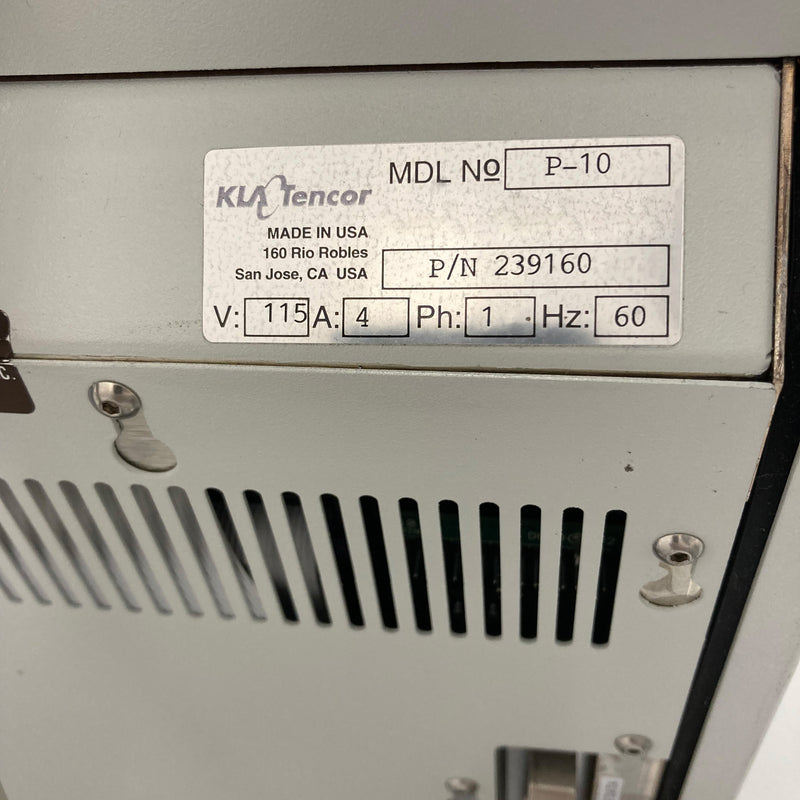 KLA Tencor
MDL Nº P-10
MADE IN USA
160 Rio Robles
San Jose, CA USA
P/N 239160
V: 115 A: 4 Ph: 1 Hz: 60
C.